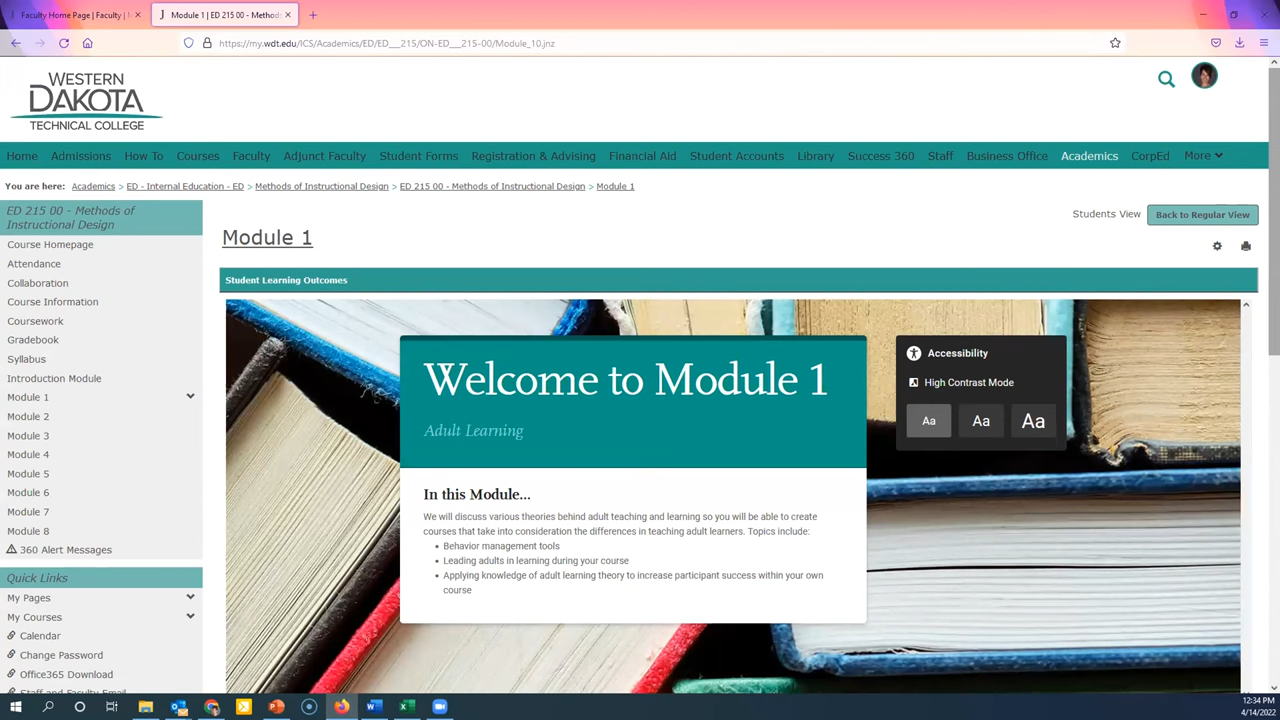 Faculty Home Page | Faculty |
Module 1 | ED 215 00 - Methods
https://my.wdt.edu/ICS/Academics/ED/ED__215/ON-ED__215-00/Module_10.jnz
WESTERN
DAKOTA
TECHNICAL COLLEGE
Home Admissions How To Courses Faculty Adjunct Faculty Student Forms Registration & Advising Financial Aid Student Accounts Library Success 360 Staff Business Office Academics CorpEd More
You are here: Academics > ED - Internal Education - ED > Methods of Instructional Design > ED 215 00 - Methods of Instructional Design > Module 1
ED 215 00 - Methods of
Instructional Design
Course Homepage
Attendance
Collaboration
Course Information
Coursework
Gradebook
Syllabus
Introduction Module
Module 1
Module 2
Module 3
Module 4
Module 5
Module 6
Module 7
Module 8
360 Alert Messages
Quick Links
My Pages
My Courses
Calendar
Change Password
Office365 Download
Staff and Faculty Email
Students View Back to Regular View
Module 1
Student Learning Outcomes
Welcome to Module 1
Adult Learning
In this Module...
We will discuss various theories behind adult teaching and learning so you will be able to create
courses that take into consideration the differences in teaching adult learners. Topics include:
• Behavior management tools
• Leading adults in learning during your course
• Applying knowledge of adult learning theory to increase participant success within your own
course
Accessibility
High Contrast Mode
Aa Aa Aa
12:34 PM
4/14/2022